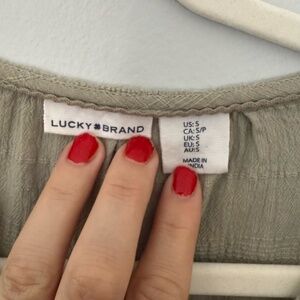 LUCKY BRAND
US: S
CA: S/P
UK: S
EU: S
AU: S
MADE IN
INDIA